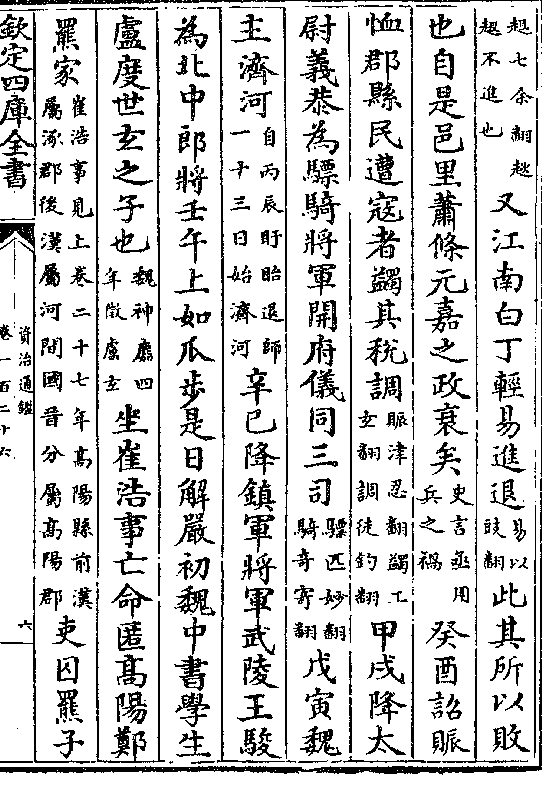 趄七余翻趑趄不進也又江南白丁輕易進退易以豉翻此其所以敗
也自是邑里蕭條元嘉之政衰矣史言亟用兵之禍癸酉詔賑
恤郡縣民遭寇者蠲其稅調賑津忍翻蠲工玄翻調徒釣翻甲戌降太
尉義恭為驃騎將軍開府儀同三司驃匹妙翻騎奇寄翻戊寅魏
主濟河自丙辰盱眙退師一十三日始濟河辛巳降鎮軍將軍武陵王駿
為北中郎將壬午上如瓜步是日解嚴初魏中書學生
盧度世玄之子也魏神䴥四年徵盧玄坐崔浩事亡命匿高陽鄭
羆家崔浩事見上卷二十七年高陽縣前漢屬涿郡後漢屬河間國晉分屬高陽郡吏囚羆子
欽定四庫全書
資治通鑑
卷一百二十六
六